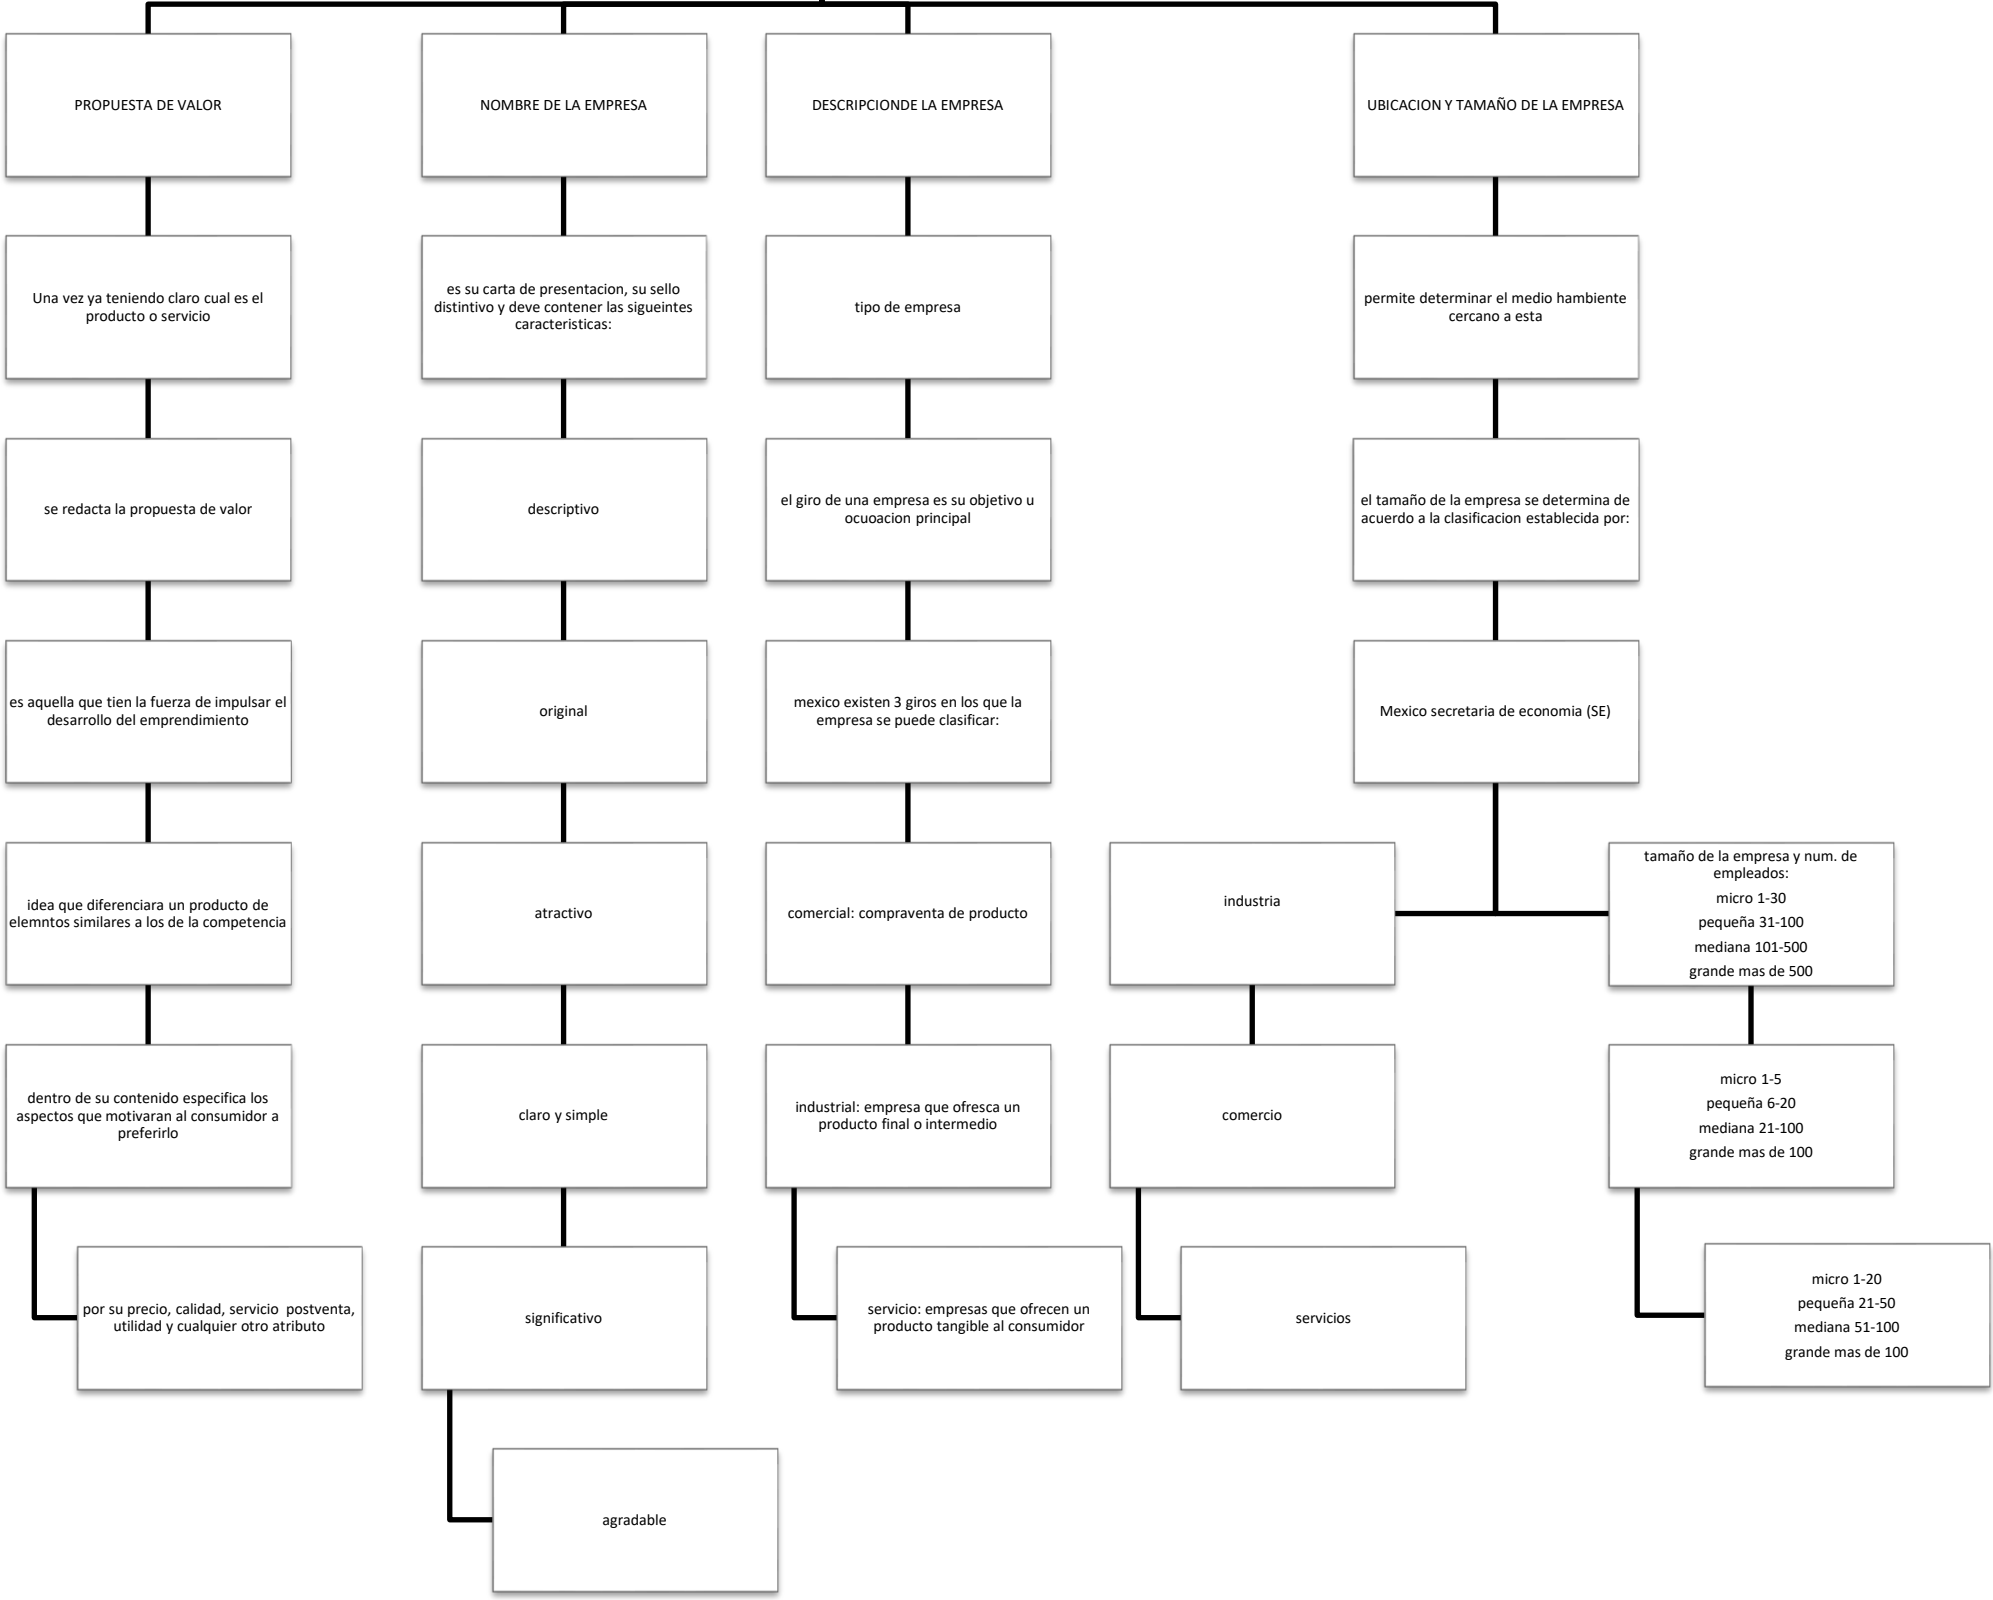 PROPUESTA DE VALOR
NOMBRE DE LA EMPRESA
DESCRIPCIONDE LA EMPRESA
UBICACION Y TAMAÑO DE LA EMPRESA
Una vez ya teniendo claro cual es el
producto o servicio
es su carta de presentacion, su sello
distintivo y deve contener las sigueintes
caracteristicas:
tipo de empresa
permite determinar el medio hambiente
cercano a esta
se redacta la propuesta de valor
descriptivo
el giro de una empresa es su objetivo u
ocuoacion principal
el tamaño de la empresa se determina de
acuerdo a la clasificacion establecida por:
es aquella que tien la fuerza de impulsar el
desarrollo del emprendimiento
original
mexico existen 3 giros en los que la
empresa se puede clasificar:
Mexico secretaria de economia (SE)
idea que diferenciara un producto de
elemntos similares a los de la competencia
atractivo
comercial: compraventa de producto
industria
tamaño de la empresa y num. de
empleados:
micro 1-30
pequeña 31-100
mediana 101-500
grande mas de 500
dentro de su contenido especifica los
aspectos que motivaran al consumidor a
preferirlo
claro y simple
industrial: empresa que ofresca un
producto final o intermedio
comercio
micro 1-5
pequeña 6-20
mediana 21-100
grande mas de 100
por su precio, calidad, servicio  postventa,
utilidad y cualquier otro atributo
significativo
servicio: empresas que ofrecen un
producto tangible al consumidor
servicios
micro 1-20
pequeña 21-50
mediana 51-100
grande mas de 100
agradable